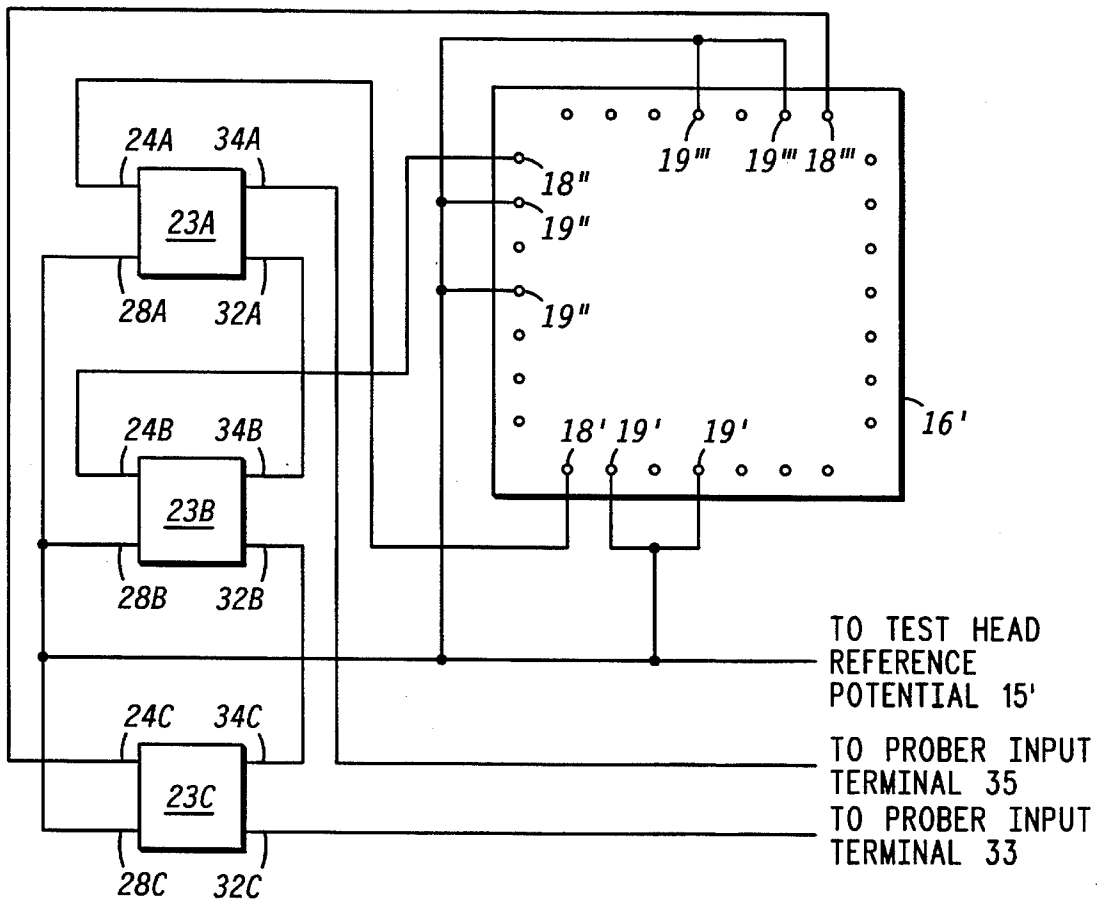 24A 34A
23A
28A 32A
19''' 19''' 18'''
18"
19"
19"
18' 19' 19'
16'
24B 34B
23B
28B 32B
TO TEST HEAD
REFERENCE
POTENTIAL 15'
24C 34C
23C
28C 32C
TO PROBER INPUT
TERMINAL 35
TO PROBER INPUT
TERMINAL 33